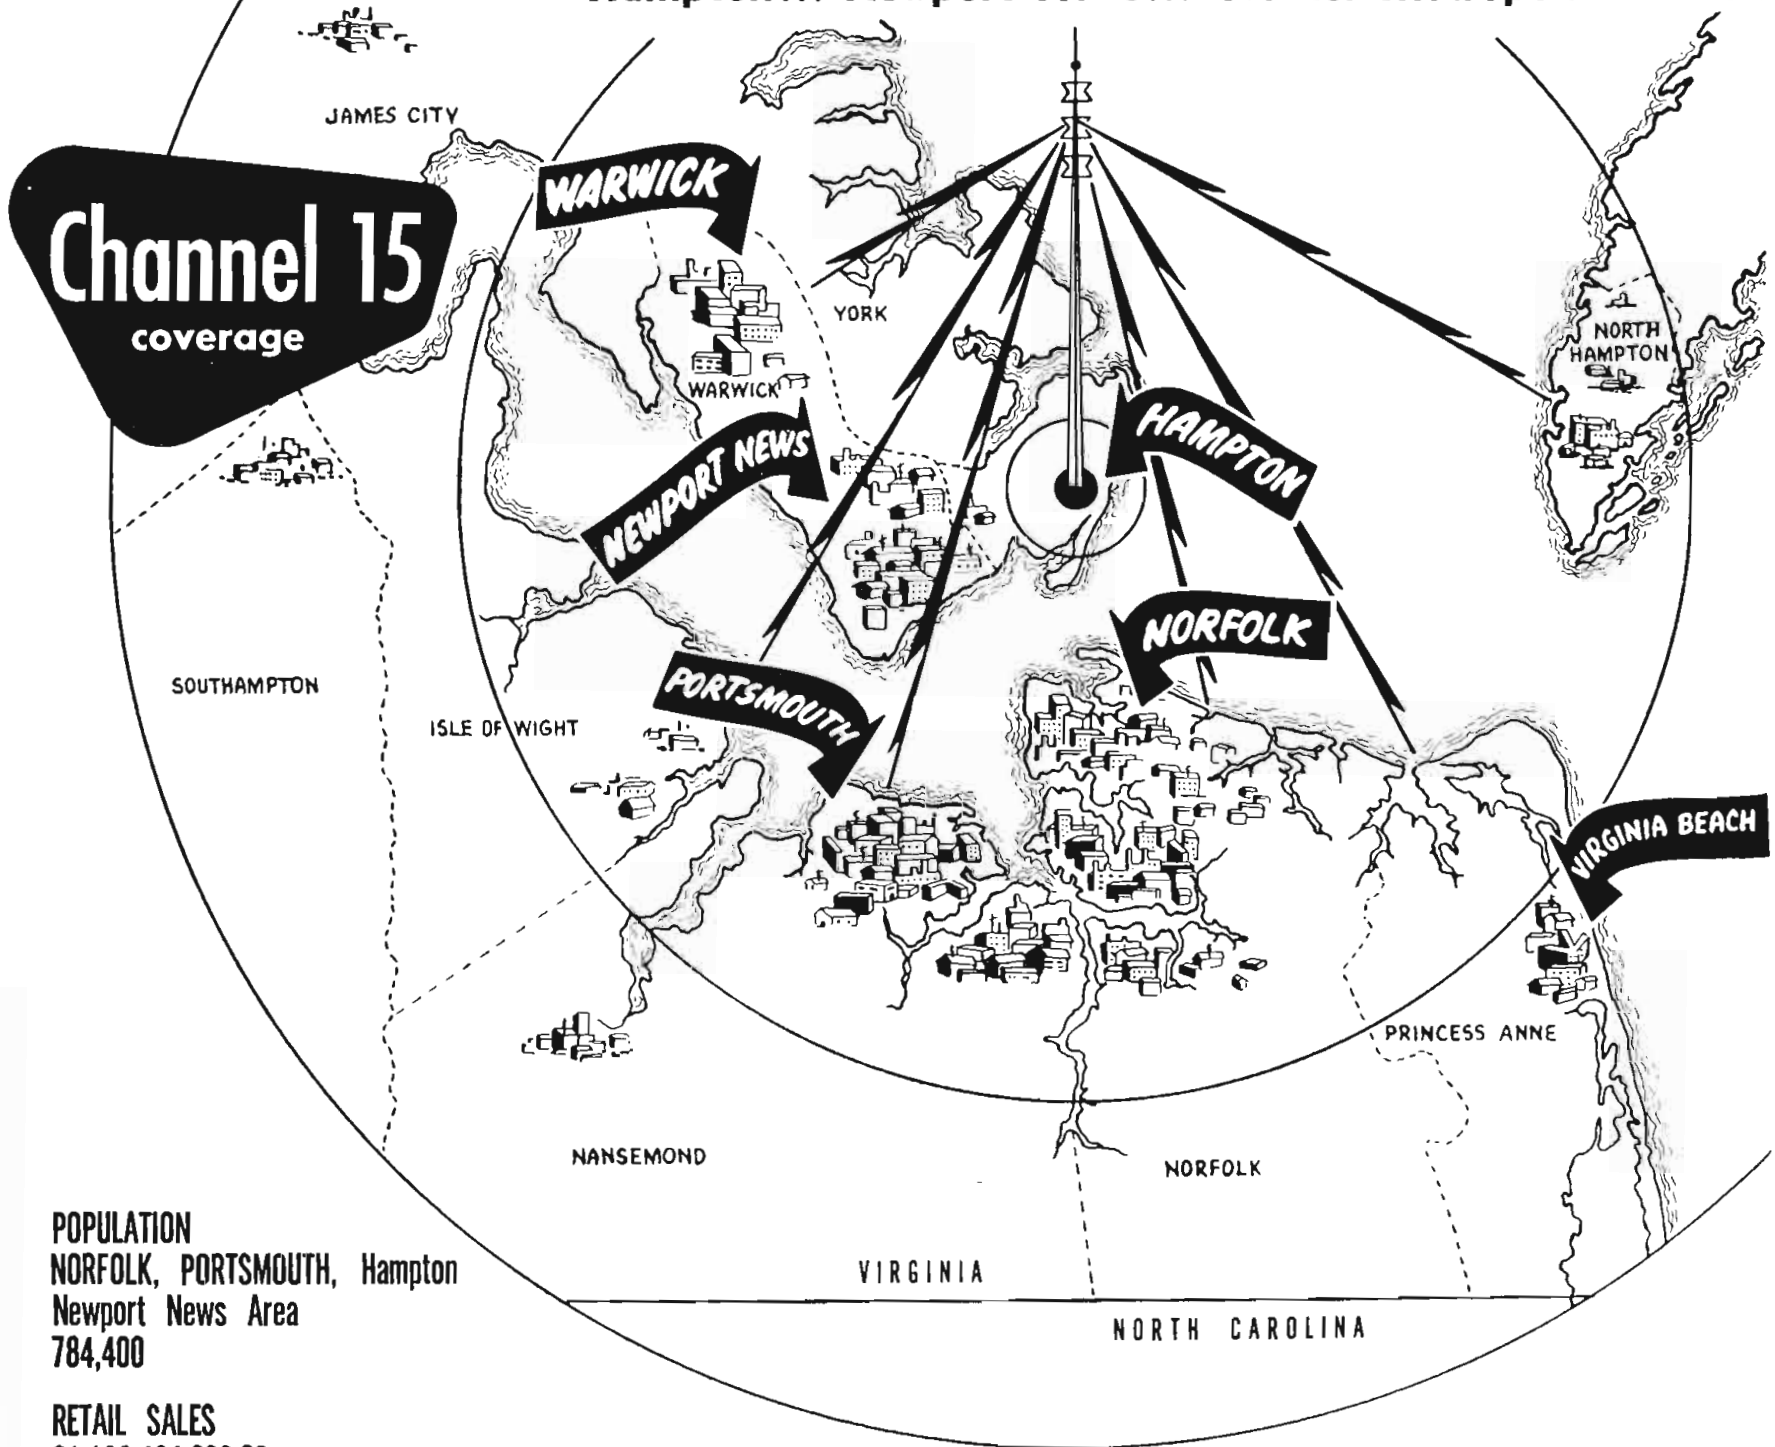 JAMES CITY
WARWICK
Channel 15
coverage
YORK
NORTH
HAMPTON
WARWICK
NEWPORT NEWS
HAMPTON
NORFOLK
PORTSMOUTH
SOUTHAMPTON
ISLE OF WIGHT
VIRGINIA BEACH
PRINCESS ANNE
NANSEMOND
NORFOLK
POPULATION
NORFOLK, PORTSMOUTH, Hampton
Newport News Area
784,400
VIRGINIA
NORTH CAROLINA
RETAIL SALES